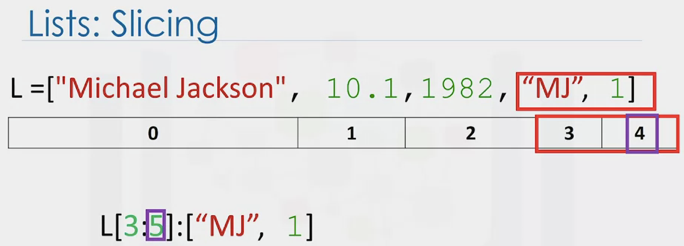 Lists: Slicing
L =["Michael Jackson", 10.1,1982, “MJ”, 1]
0 1 2 3 4
L[3:5]:[“MJ”, 1]